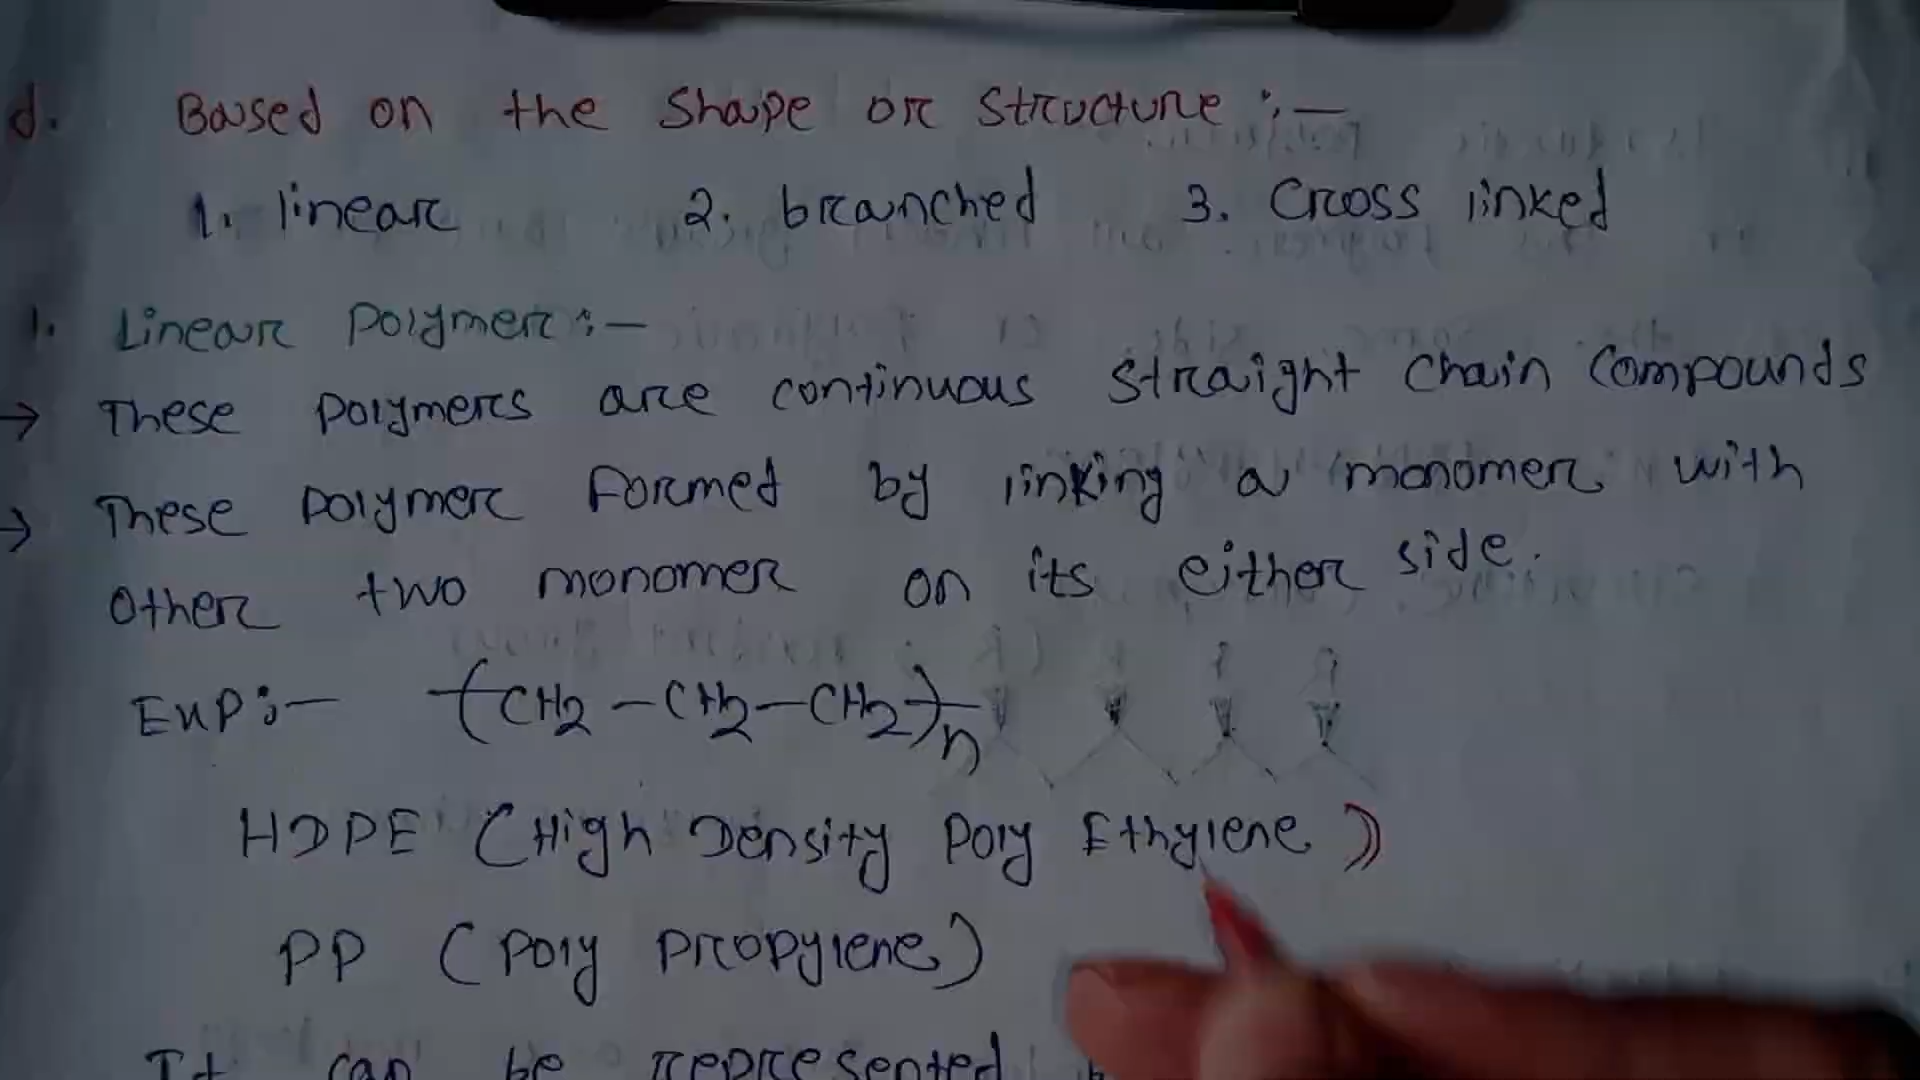 d. Based on the Shape or Structure :-
1. linear 2. branched 3. Cross linked
1. Linear Polymer :-
→ These Polymers are continuous Straight Chain Compounds
→ These Polymer Formed by linking a monomer with
Other two monomer on its either side.
Exp :- -(CH2-CH2-CH2)-n
HDPE (High Density Poly Ethylene)
PP (Poly Propylene)
It can be represented